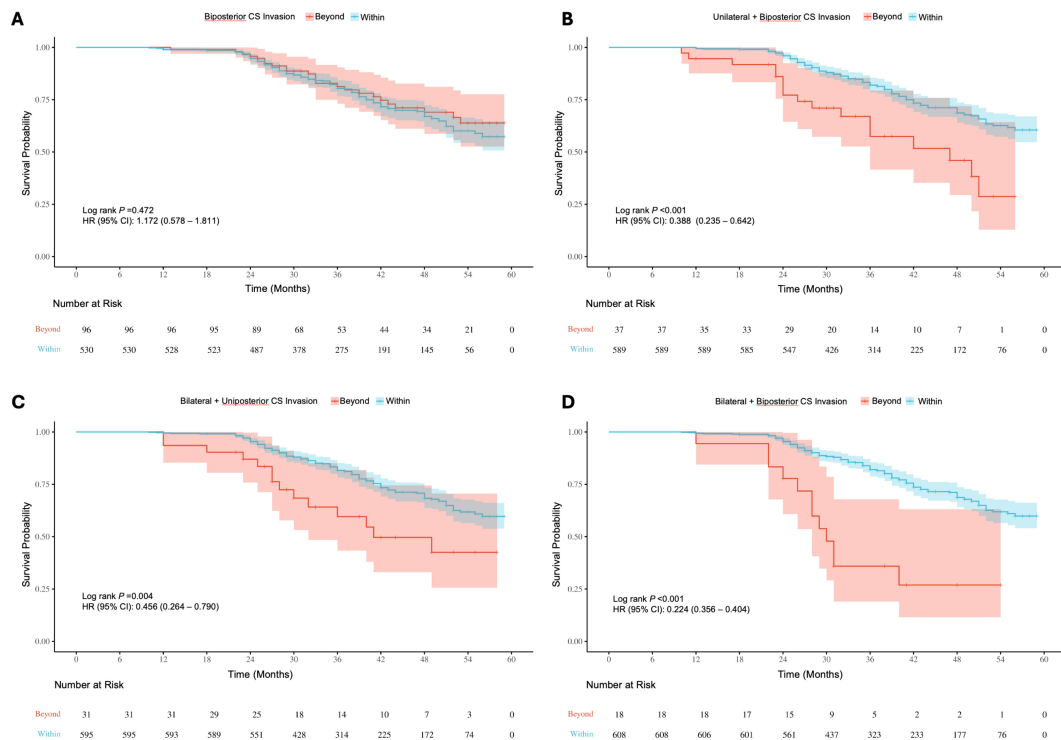 A
Biposterior CS Invasion Beyond Within
Survival Probability
1.00
0.75
0.50
0.25
0.00
Log rank P =0.472
HR (95% CI): 1.172 (0.578 – 1.811)
0 6 12 18 24 30 36 42 48 54 60
Time (Months)
Number at Risk
Beyond 96 96 96 95 89 68 53 44 34 21 0
Within 530 530 528 523 487 378 275 191 145 56 0
B
Unilateral + Biposterior CS Invasion Beyond Within
Survival Probability
1.00
0.75
0.50
0.25
0.00
Log rank P <0.001
HR (95% CI): 0.388 (0.235 – 0.642)
0 6 12 18 24 30 36 42 48 54 60
Time (Months)
Number at Risk
Beyond 37 37 35 33 29 20 14 10 7 1 0
Within 589 589 589 585 547 426 314 225 172 76 0
C
Bilateral + Uniposterior CS Invasion Beyond Within
Survival Probability
1.00
0.75
0.50
0.25
0.00
Log rank P =0.004
HR (95% CI): 0.456 (0.264 – 0.790)
0 6 12 18 24 30 36 42 48 54 60
Time (Months)
Number at Risk
Beyond 31 31 31 29 25 18 14 10 7 3 0
Within 595 595 593 589 551 428 314 225 172 74 0
D
Bilateral + Biposterior CS Invasion Beyond Within
Survival Probability
1.00
0.75
0.50
0.25
0.00
Log rank P <0.001
HR (95% CI): 0.224 (0.356 – 0.404)
0 6 12 18 24 30 36 42 48 54 60
Time (Months)
Number at Risk
Beyond 18 18 18 17 15 9 5 2 2 1 0
Within 608 608 606 601 561 437 323 233 177 76 0